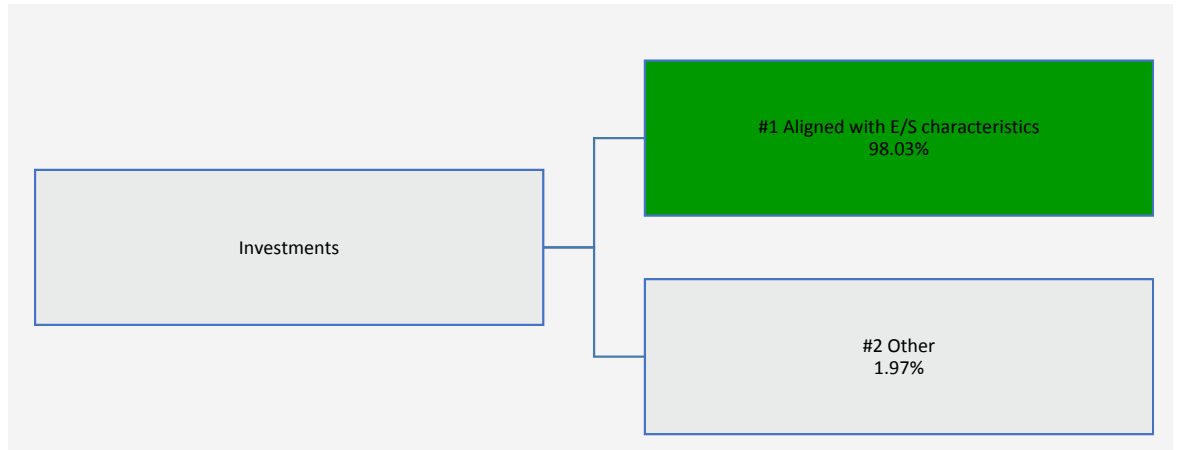 Investments
#1 Aligned with E/S characteristics
98.03%
#2 Other
1.97%